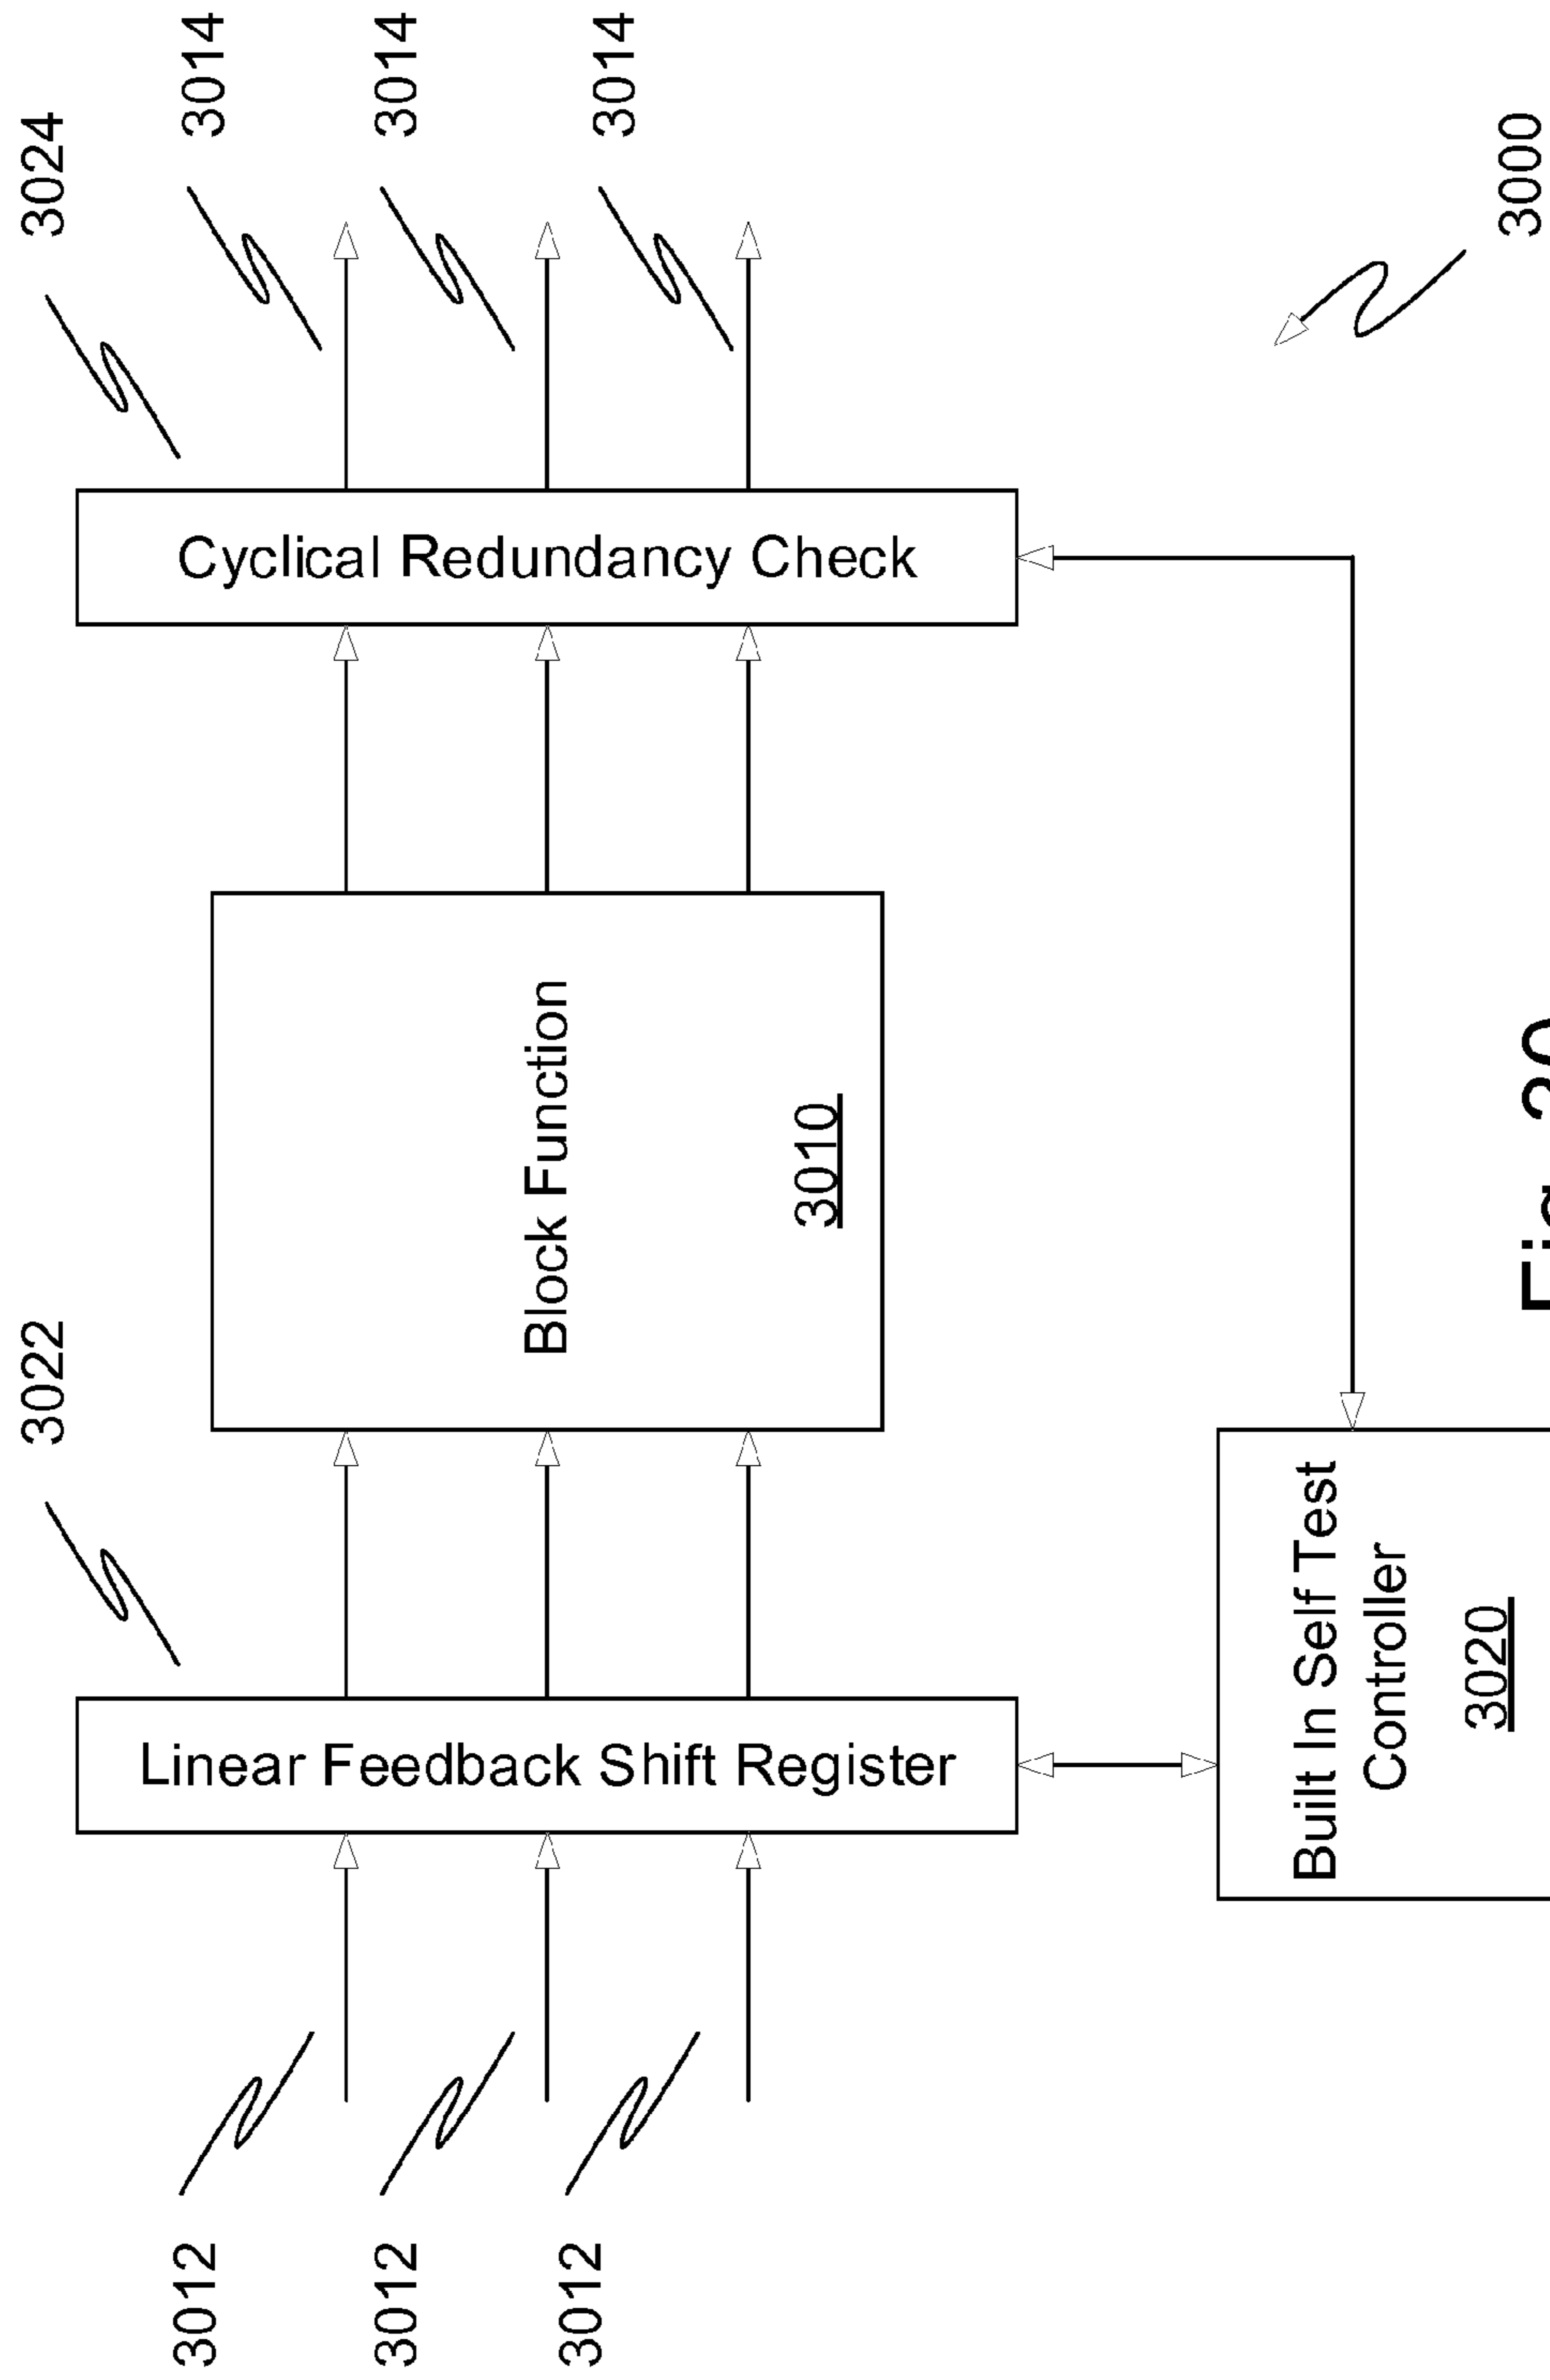 3022
3024
3012
3012
3012
Linear Feedback Shift Register
Block Function
3010
Cyclical Redundancy Check
3014
3014
3014
Built In Self Test
Controller
3020
3000